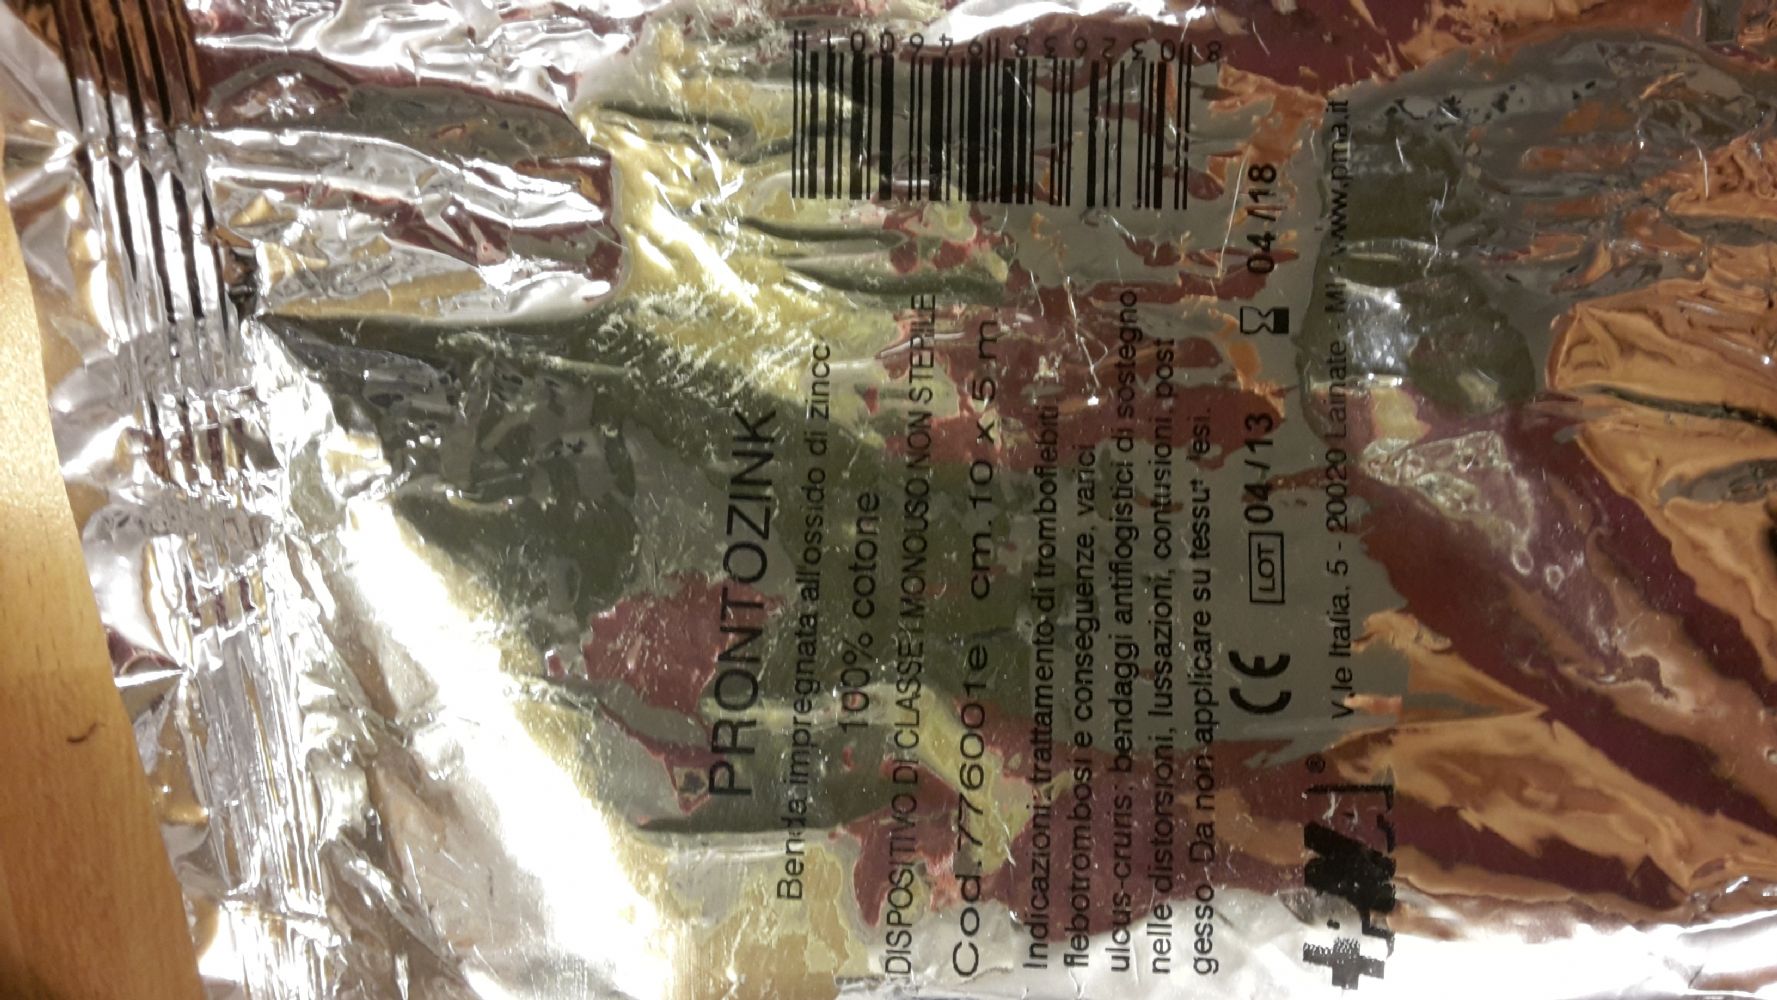 PRONTOZINK
Benda impregnata all'ossido di zinco
100% cotone
DISPOSITIVO DI CLASSE I MONOUSO NON STERILE
Cod.776001e cm.10 x 5 m
Indicazioni: trattamento di tromboflebiti
flebotrombosi e conseguenze, varici
ulcus-cruris; bendaggi antiflogistici di sostegno
nelle distorsioni, lussazioni, contusioni, post
gesso. Da non applicare su tessuti lesi.
CE LOT 04/13 04/18
V.le Italia, 5 - 20020 Lainate - MI - www.pma.it